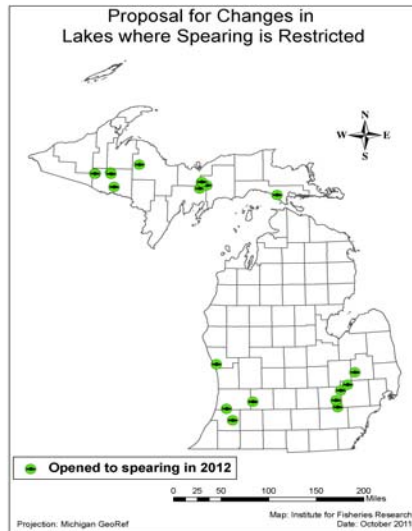 Proposal for Changes in
Lakes where Spearing is Restricted
N
W E
S
Opened to spearing in 2012
0 25 50 100 150 200
Miles
Map: Institute for Fisheries Research
Projection: Michigan GeoRef Date: October 2011